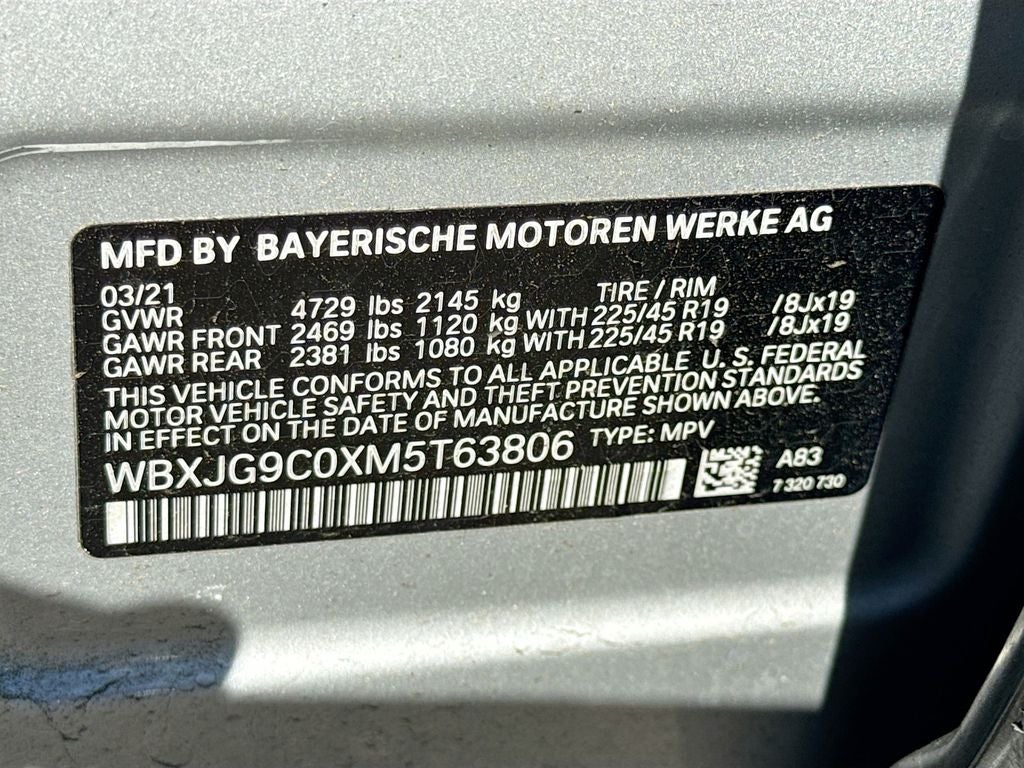 MFD BY BAYERISCHE MOTOREN WERKE AG
03/21 TIRE / RIM
GVWR 4729 lbs 2145 kg
GAWR FRONT 2469 lbs 1120 kg WITH 225/45 R19 /8Jx19
GAWR REAR 2381 lbs 1080 kg WITH 225/45 R19 /8Jx19
THIS VEHICLE CONFORMS TO ALL APPLICABLE U. S. FEDERAL
MOTOR VEHICLE SAFETY AND THEFT PREVENTION STANDARDS
IN EFFECT ON THE DATE OF MANUFACTURE SHOWN ABOVE.
WBXJG9C0XM5T63806 TYPE: MPV
A83
7 320 730